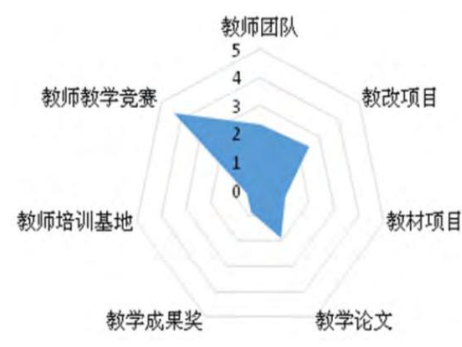 教师团队
5
4
3
2
1
0
教师教学竞赛
教改项目
教师培训基地
教材项目
教学成果奖
教学论文